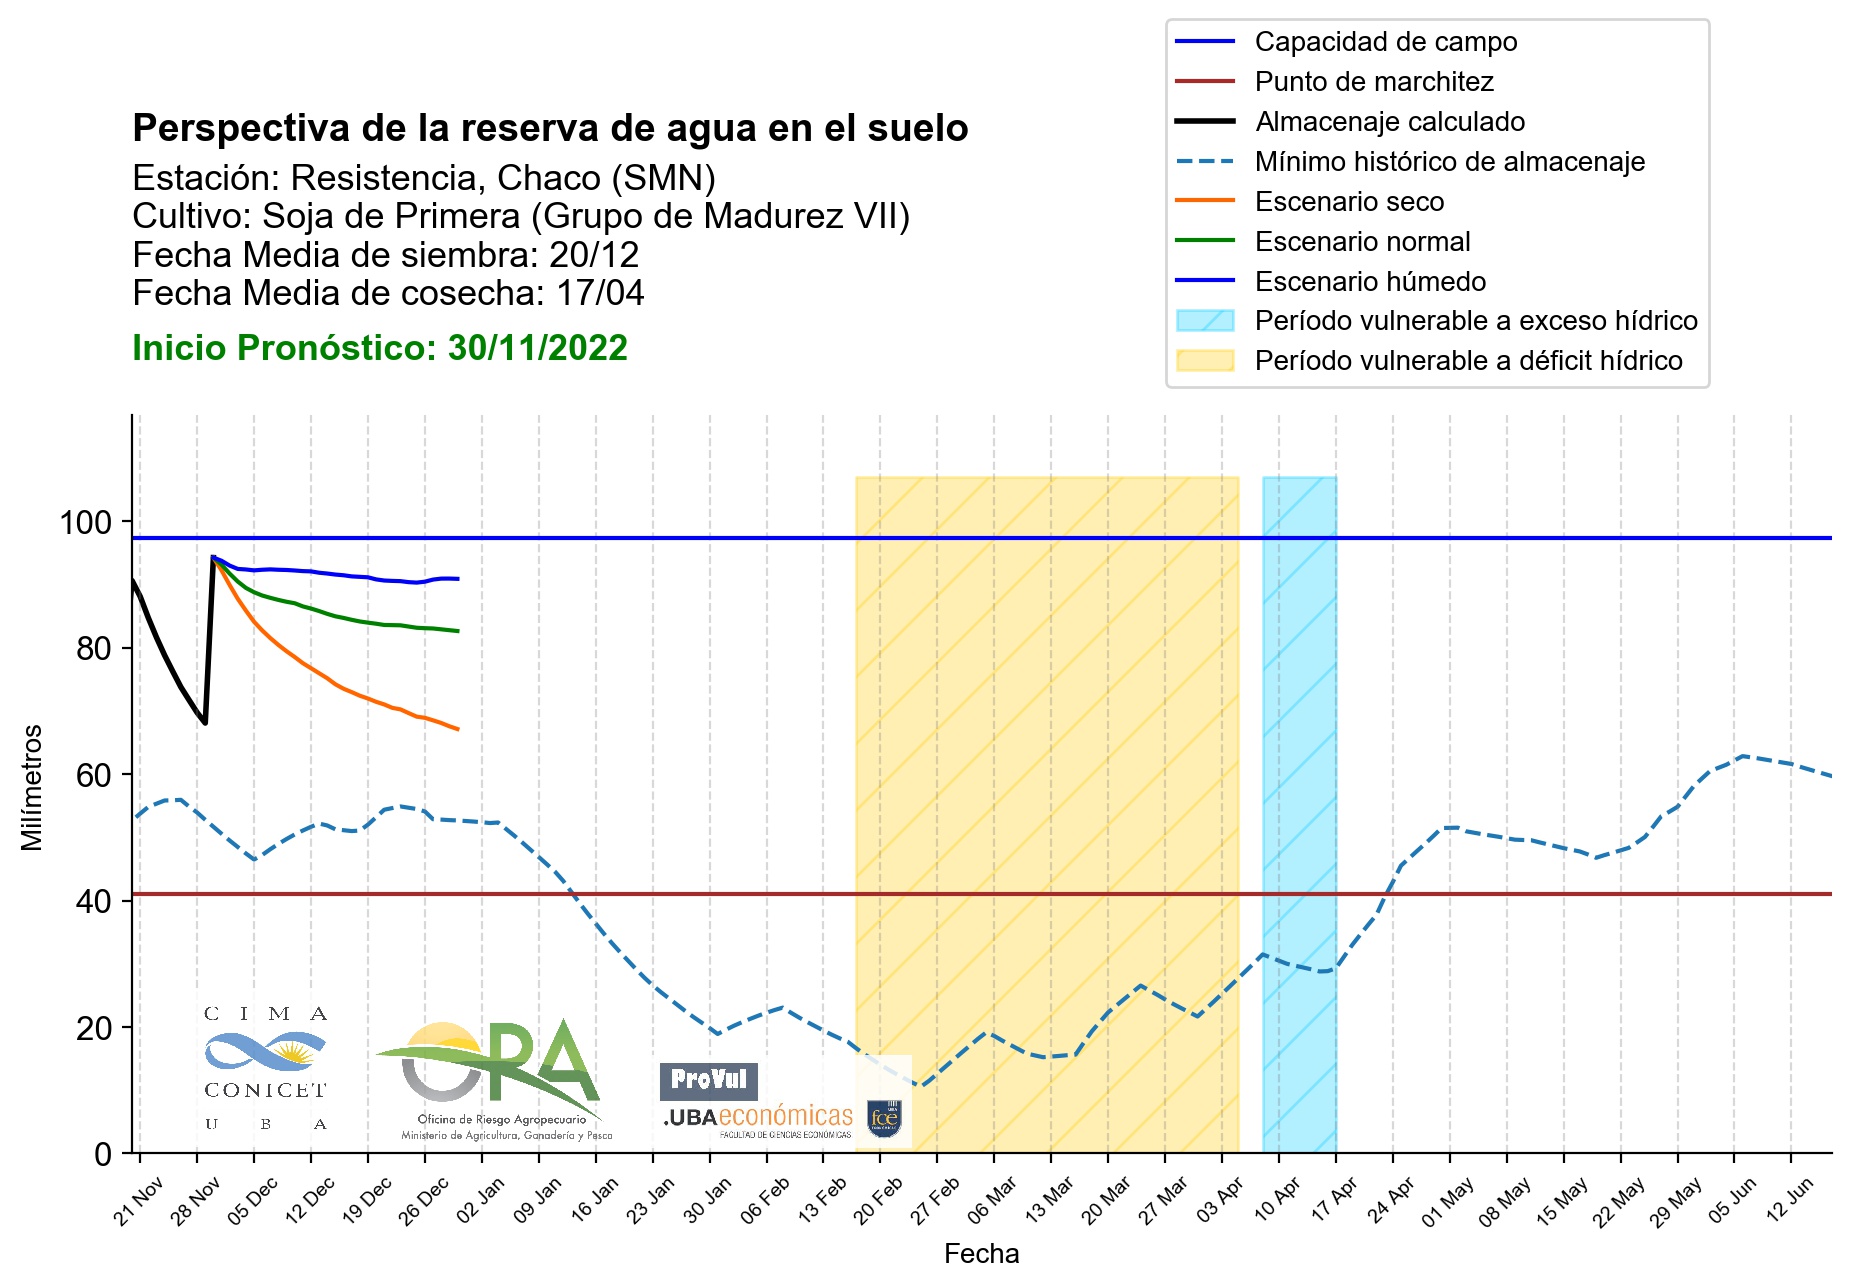 Capacidad de campo
Punto de marchitez
Almacenaje calculado
Mínimo histórico de almacenaje
Escenario seco
Escenario normal
Escenario húmedo
Período vulnerable a exceso hídrico
Período vulnerable a déficit hídrico
Perspectiva de la reserva de agua en el suelo
Estación: Resistencia, Chaco (SMN)
Cultivo: Soja de Primera (Grupo de Madurez VII)
Fecha Media de siembra: 20/12
Fecha Media de cosecha: 17/04
Inicio Pronóstico: 30/11/2022
Milímetros
100
80
60
40
20
0
CIMA
CONICET
UBA
ORA
Oficina de Riesgo Agropecuario
Ministerio de Agricultura, Ganadería y Pesca
ProVul
.UBAeconómicas
FACULTAD DE CIENCIAS ECONÓMICAS
UBA
fce
ECONÓMICAS
21 Nov
28 Nov
05 Dec
12 Dec
19 Dec
26 Dec
02 Jan
09 Jan
16 Jan
23 Jan
30 Jan
06 Feb
13 Feb
20 Feb
27 Feb
06 Mar
13 Mar
20 Mar
27 Mar
03 Apr
10 Apr
17 Apr
24 Apr
01 May
08 May
15 May
22 May
29 May
05 Jun
12 Jun
Fecha